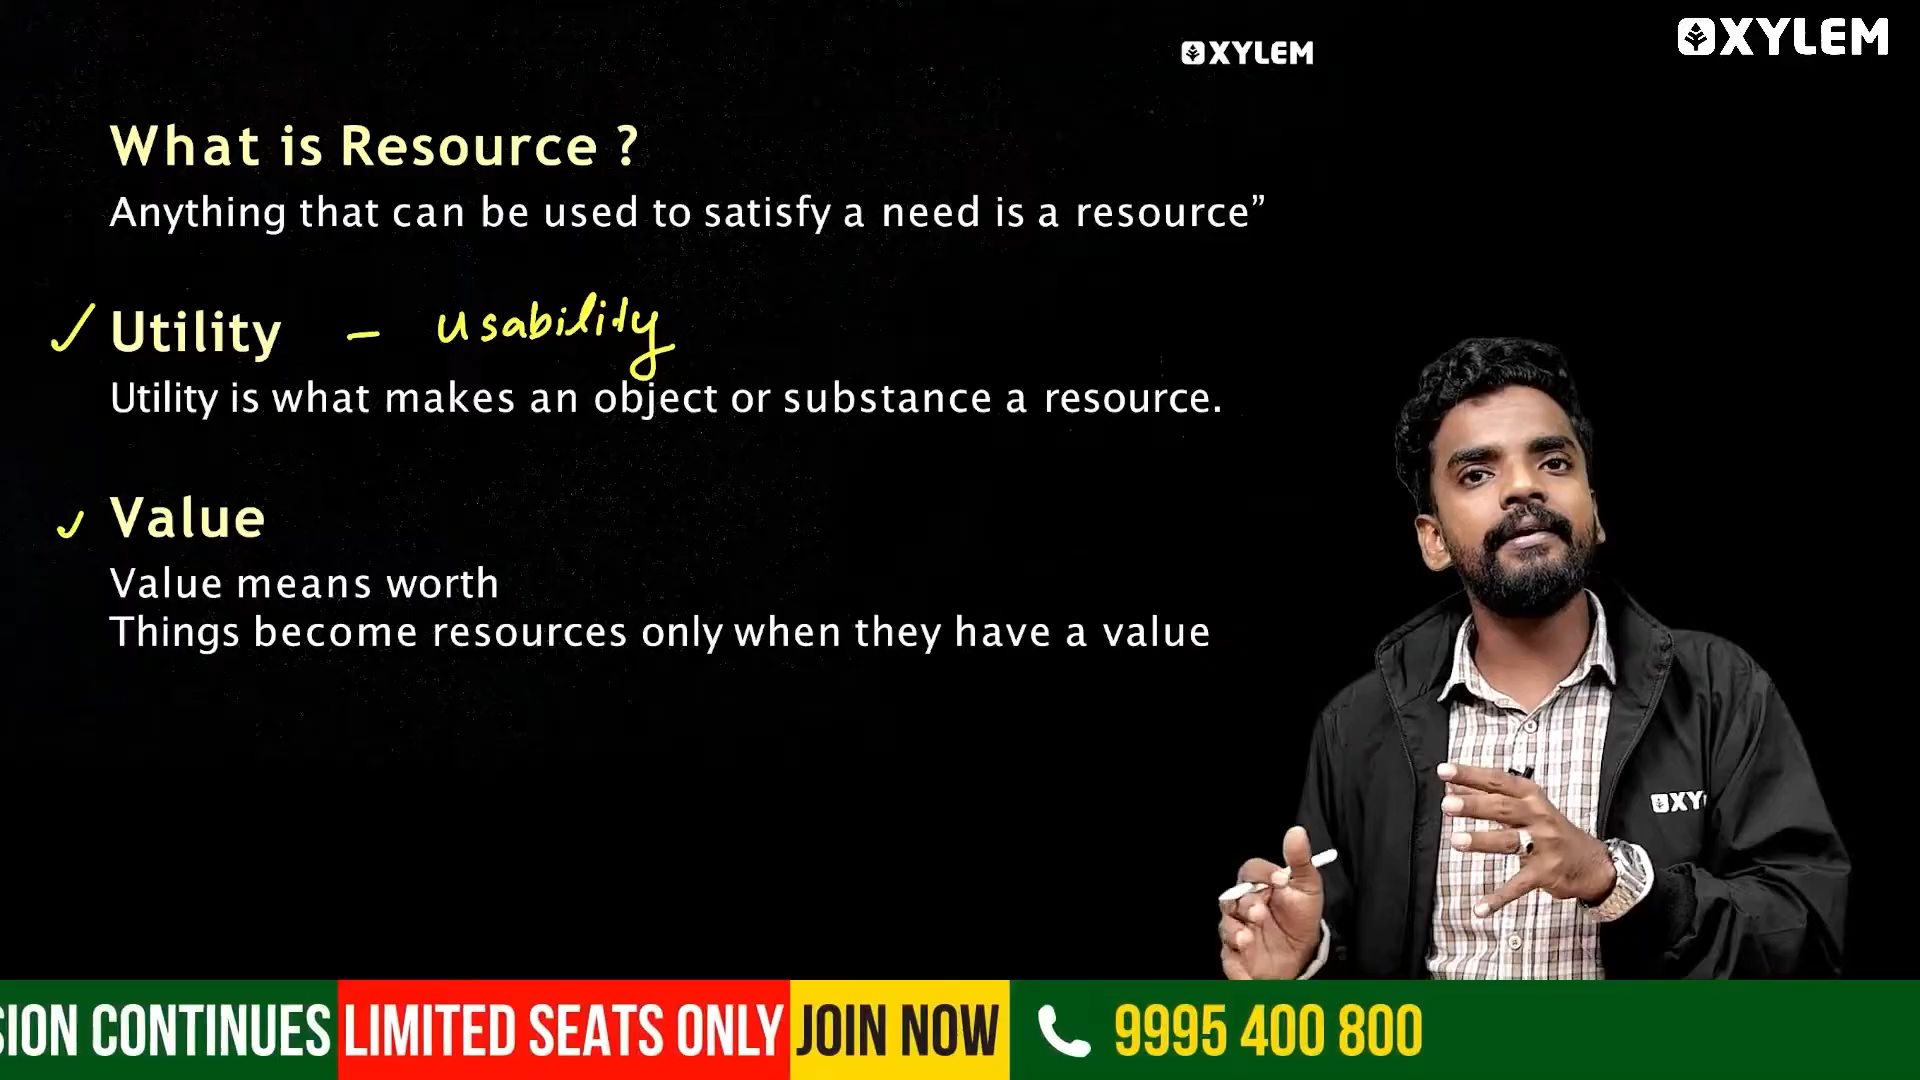 XYLEM
XYLEM
What is Resource ?
Anything that can be used to satisfy a need is a resource”
Utility – usability
Utility is what makes an object or substance a resource.
Value
Value means worth
Things become resources only when they have a value
XY
SION CONTINUES LIMITED SEATS ONLY JOIN NOW 9995 400 800